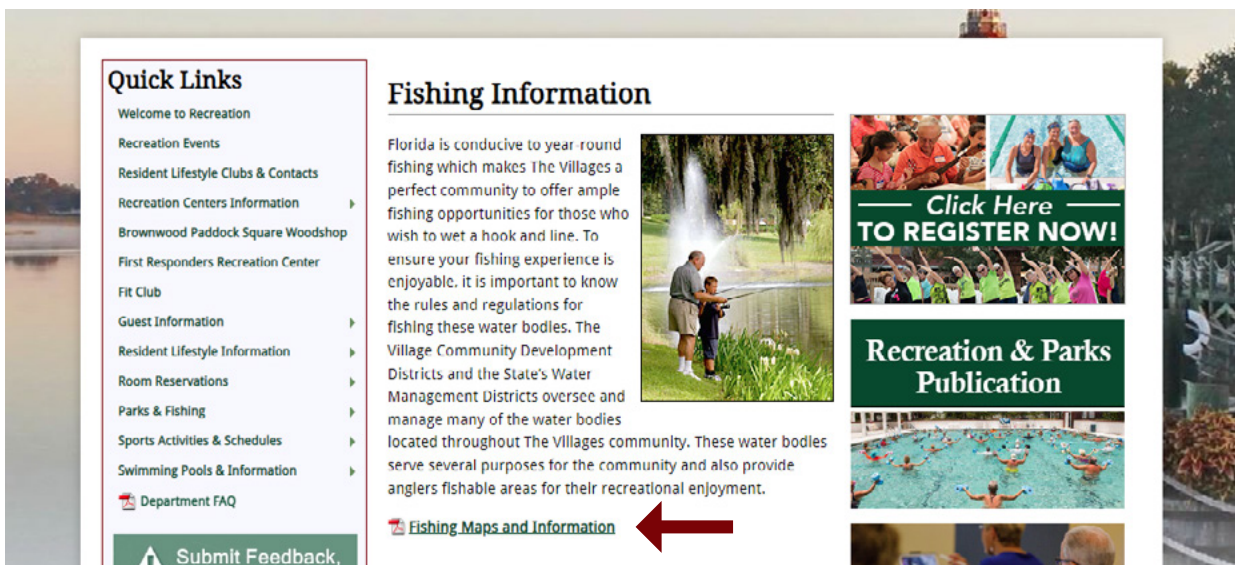 Quick Links
Welcome to Recreation
Recreation Events
Resident Lifestyle Clubs & Contacts
Recreation Centers Information
Brownwood Paddock Square Woodshop
First Responders Recreation Center
Fit Club
Guest Information
Resident Lifestyle Information
Room Reservations
Parks & Fishing
Sports Activities & Schedules
Swimming Pools & Information
Department FAQ
Submit Feedback,
Fishing Information
Florida is conducive to year-round
fishing which makes The Villages a
perfect community to offer ample
fishing opportunities for those who
wish to wet a hook and line. To
ensure your fishing experience is
enjoyable, it is important to know
the rules and regulations for
fishing these water bodies. The
Village Community Development
Districts and the State's Water
Management Districts oversee and
manage many of the water bodies
located throughout The Villages community. These water bodies
serve several purposes for the community and also provide
anglers fishable areas for their recreational enjoyment.
Fishing Maps and Information
Click Here
TO REGISTER NOW!
Recreation & Parks
Publication